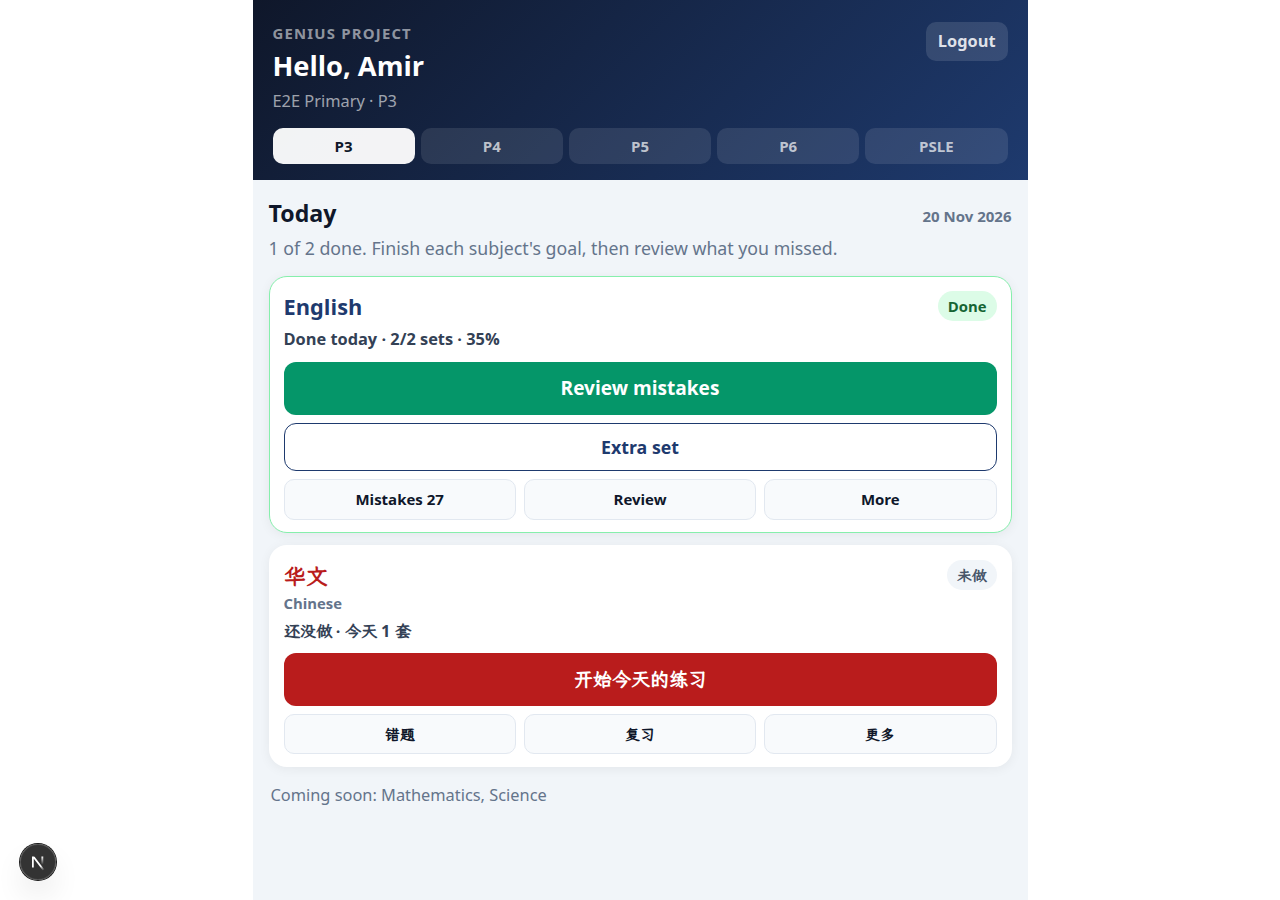 GENIUS PROJECT
Logout
Hello, Amir
E2E Primary · P3
P3
P4
P5
P6
PSLE
Today
20 Nov 2026
1 of 2 done. Finish each subject's goal, then review what you missed.
English
Done
Done today · 2/2 sets · 35%
Review mistakes
Extra set
Mistakes 27
Review
More
华文
未做
Chinese
还没做 · 今天 1 套
开始今天的练习
错题
复习
更多
Coming soon: Mathematics, Science
N